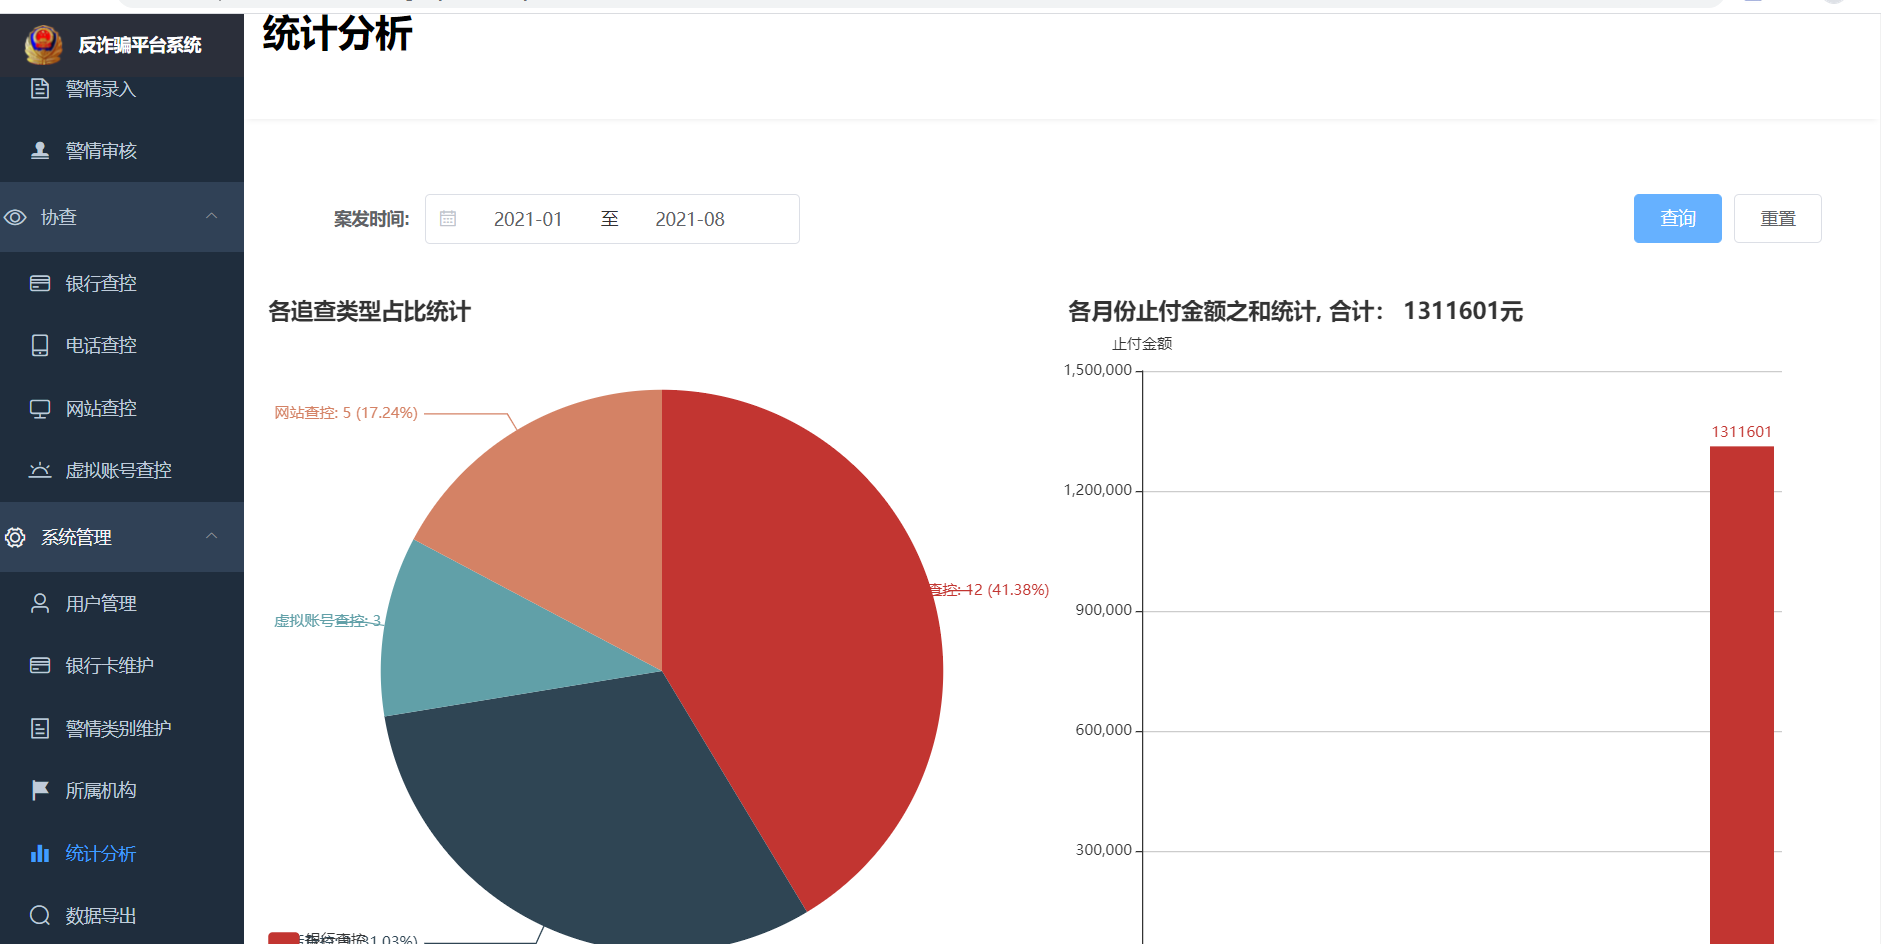 反诈骗平台系统
警情录入
警情审核
协查
银行查控
电话查控
网站查控
虚拟账号查控
系统管理
用户管理
银行卡维护
警情类别维护
所属机构
统计分析
数据导出
统计分析
案发时间:
2021-01 至 2021-08
查询
重置
各追查类型占比统计
网站查控: 5 (17.24%)
查控: 12 (41.38%)
虚拟账号查控: 3
银行查控
31.03%)
各月份止付金额之和统计, 合计： 1311601元
止付金额
1,500,000
1311601
1,200,000
900,000
600,000
300,000